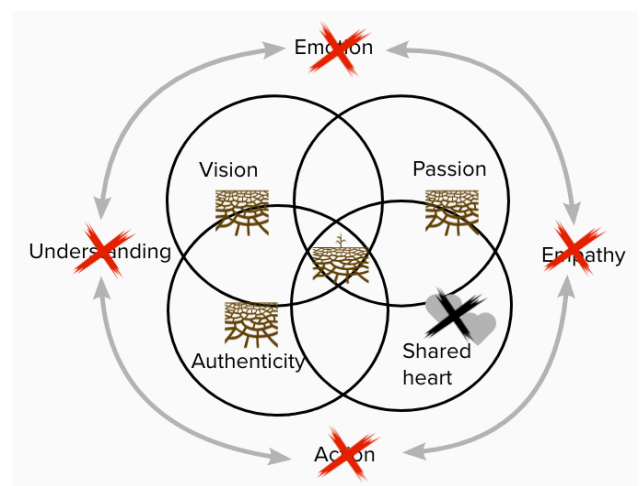 Emotion
Vision
Passion
Understanding
Empathy
Authenticity
Shared
heart
Action